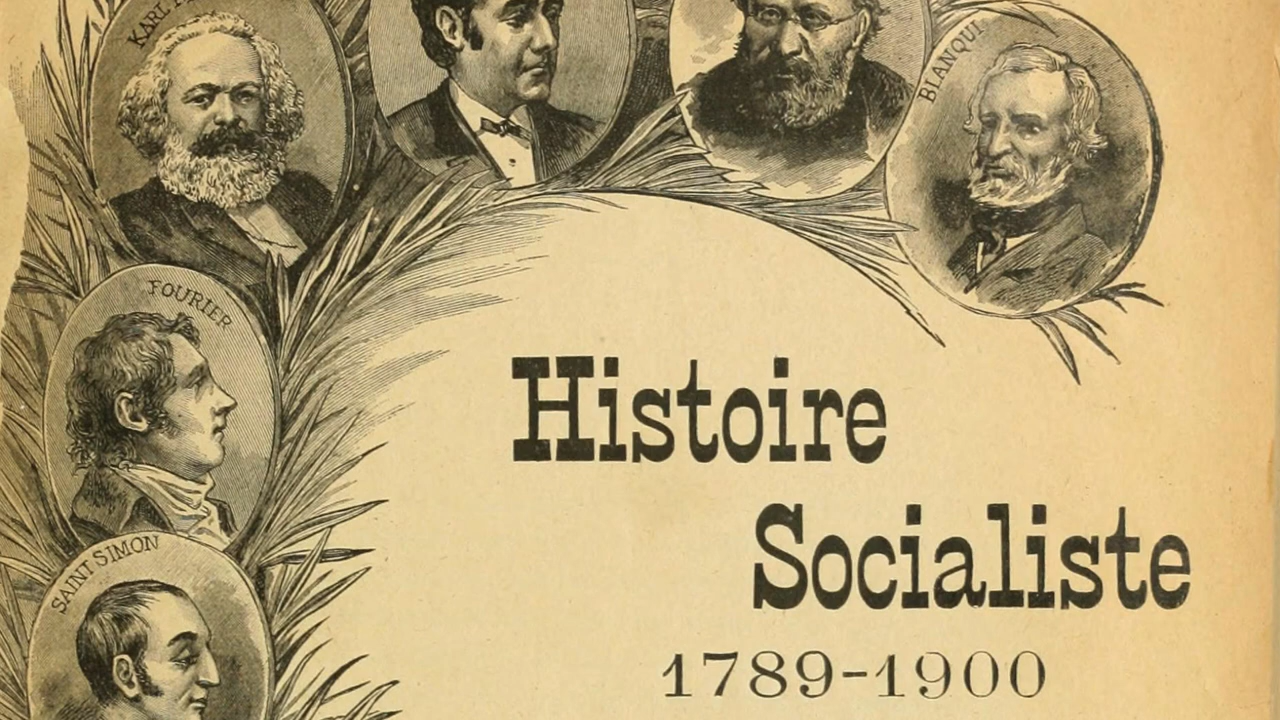 KARL
BLANQUI
FOURIER
SAINT SIMON
Histoire
Socialiste
1789-1900